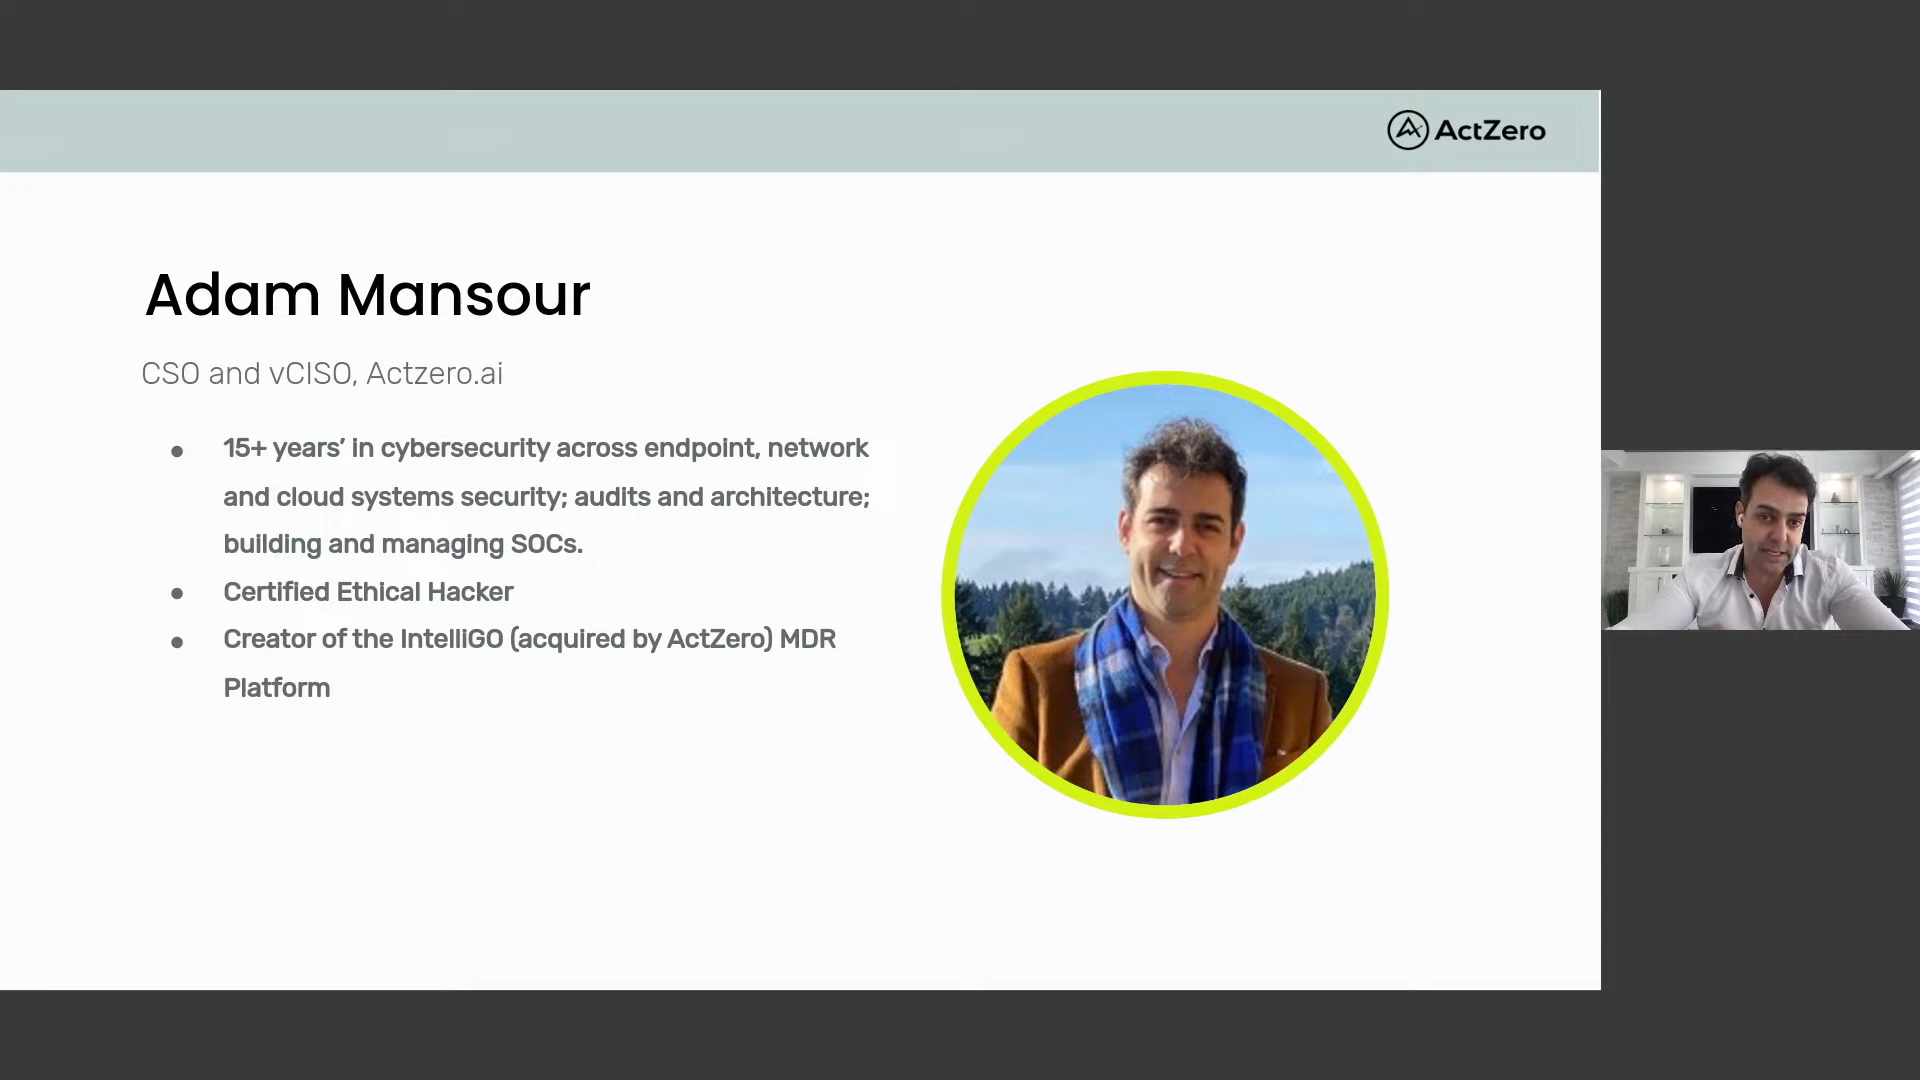 ActZero
Adam Mansour
CSO and vCISO, Actzero.ai
● 15+ years’ in cybersecurity across endpoint, network
and cloud systems security; audits and architecture;
building and managing SOCs.
● Certified Ethical Hacker
● Creator of the IntelliGO (acquired by ActZero) MDR
Platform